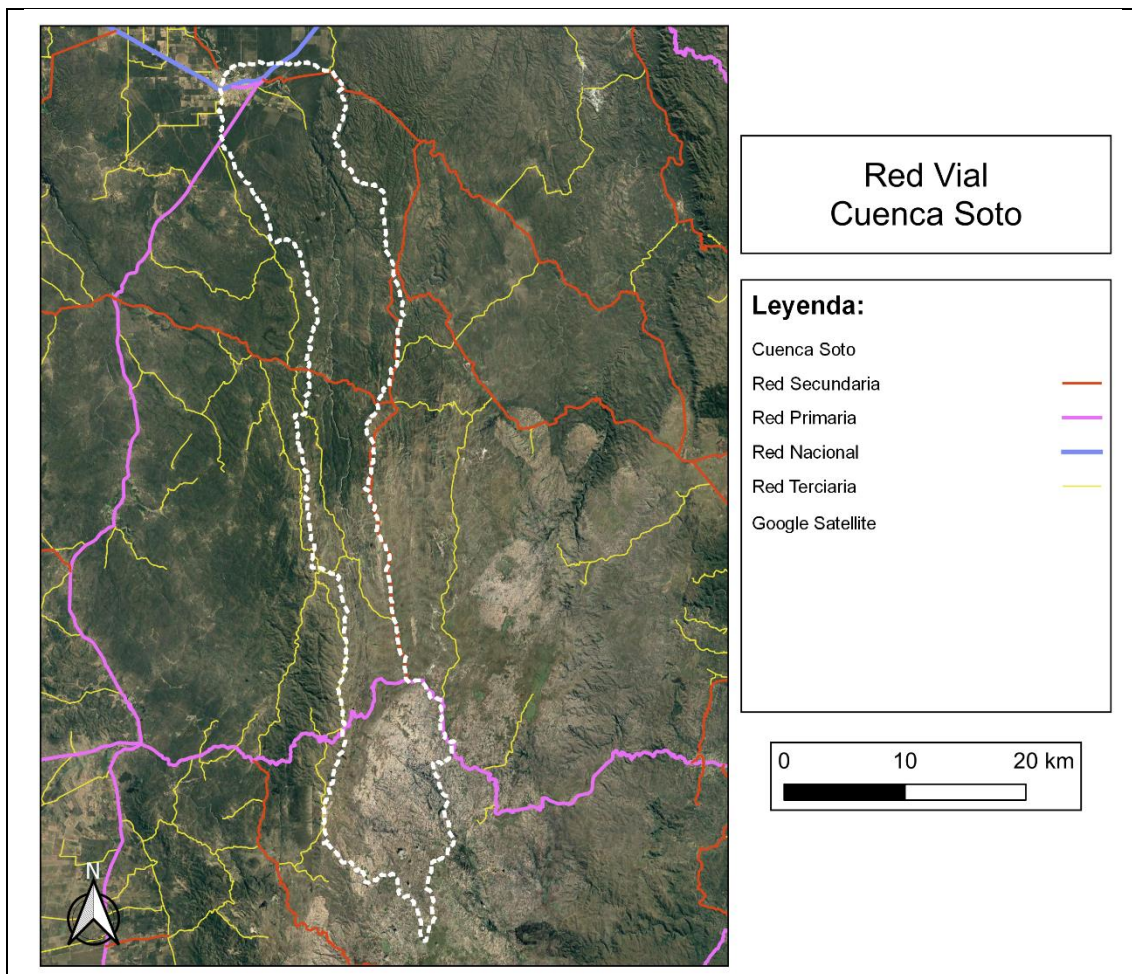 Red Vial
Cuenca Soto
Leyenda:
Cuenca Soto
Red Secundaria
Red Primaria
Red Nacional
Red Terciaria
Google Satellite
0 10 20 km
N